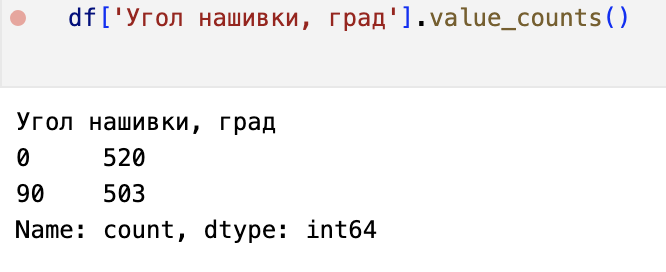 df['Угол нашивки, град'].value_counts()
Угол нашивки, град
0     520
90    503
Name: count, dtype: int64